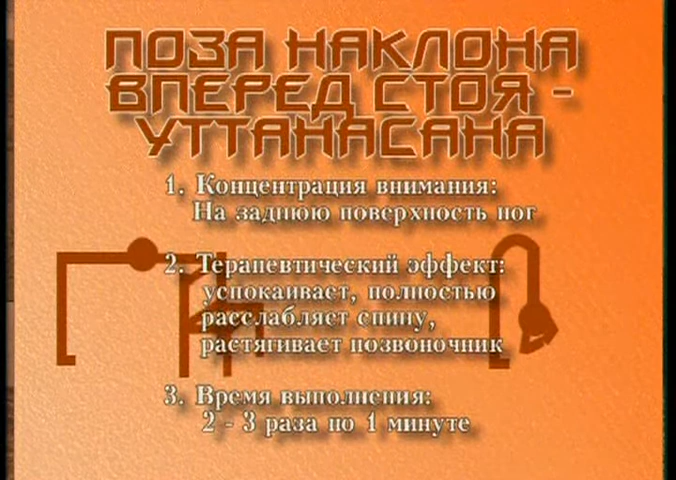 ПОЗА НАКЛОНА
ВПЕРЕД СТОЯ -
УТТАНАСАНА
1. Концентрация внимания:
На заднюю поверхность ног
2. Терапевтический эффект:
успокаивает, полностью
расслабляет спину,
растягивает позвоночник
3. Время выполнения:
2 - 3 раза по 1 минуте